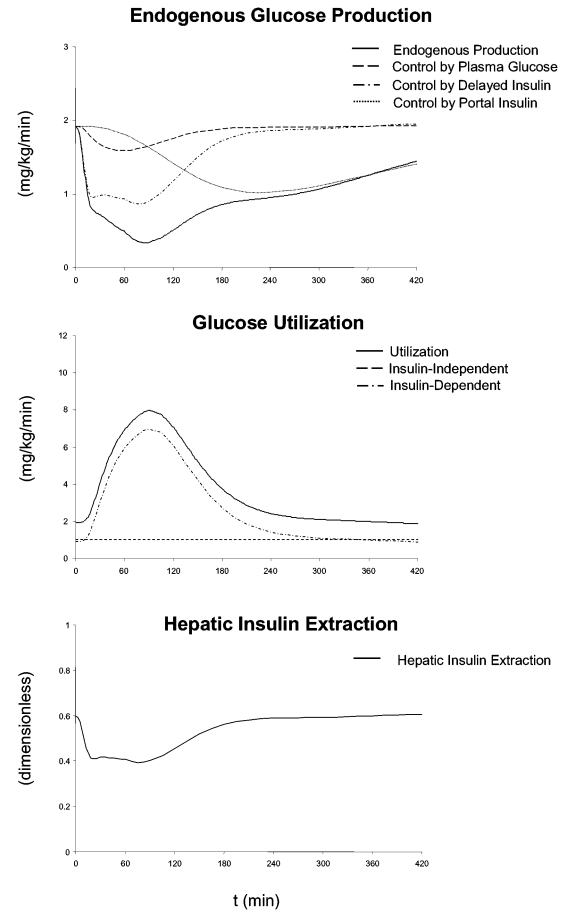 Endogenous Glucose Production
3
2
1
0
(mg/kg/min)
Endogenous Production
Control by Plasma Glucose
Control by Delayed Insulin
Control by Portal Insulin
0 60 120 180 240 300 360 420
Glucose Utilization
12
10
8
6
4
2
0
(mg/kg/min)
Utilization
Insulin-Independent
Insulin-Dependent
0 60 120 180 240 300 360 420
Hepatic Insulin Extraction
1
0.8
0.6
0.4
0.2
0
(dimensionless)
Hepatic Insulin Extraction
0 60 120 180 240 300 360 420
t (min)